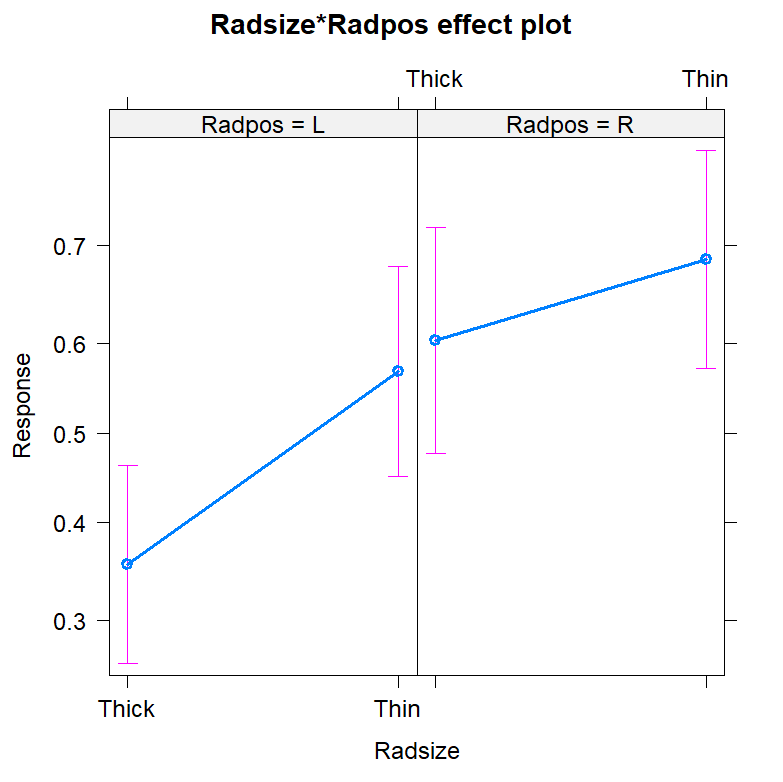 Radsize*Radpos effect plot
Thick Thin
Radpos = L Radpos = R
0.7
0.6
0.5
0.4
0.3
Response
Thick Thin
Radsize